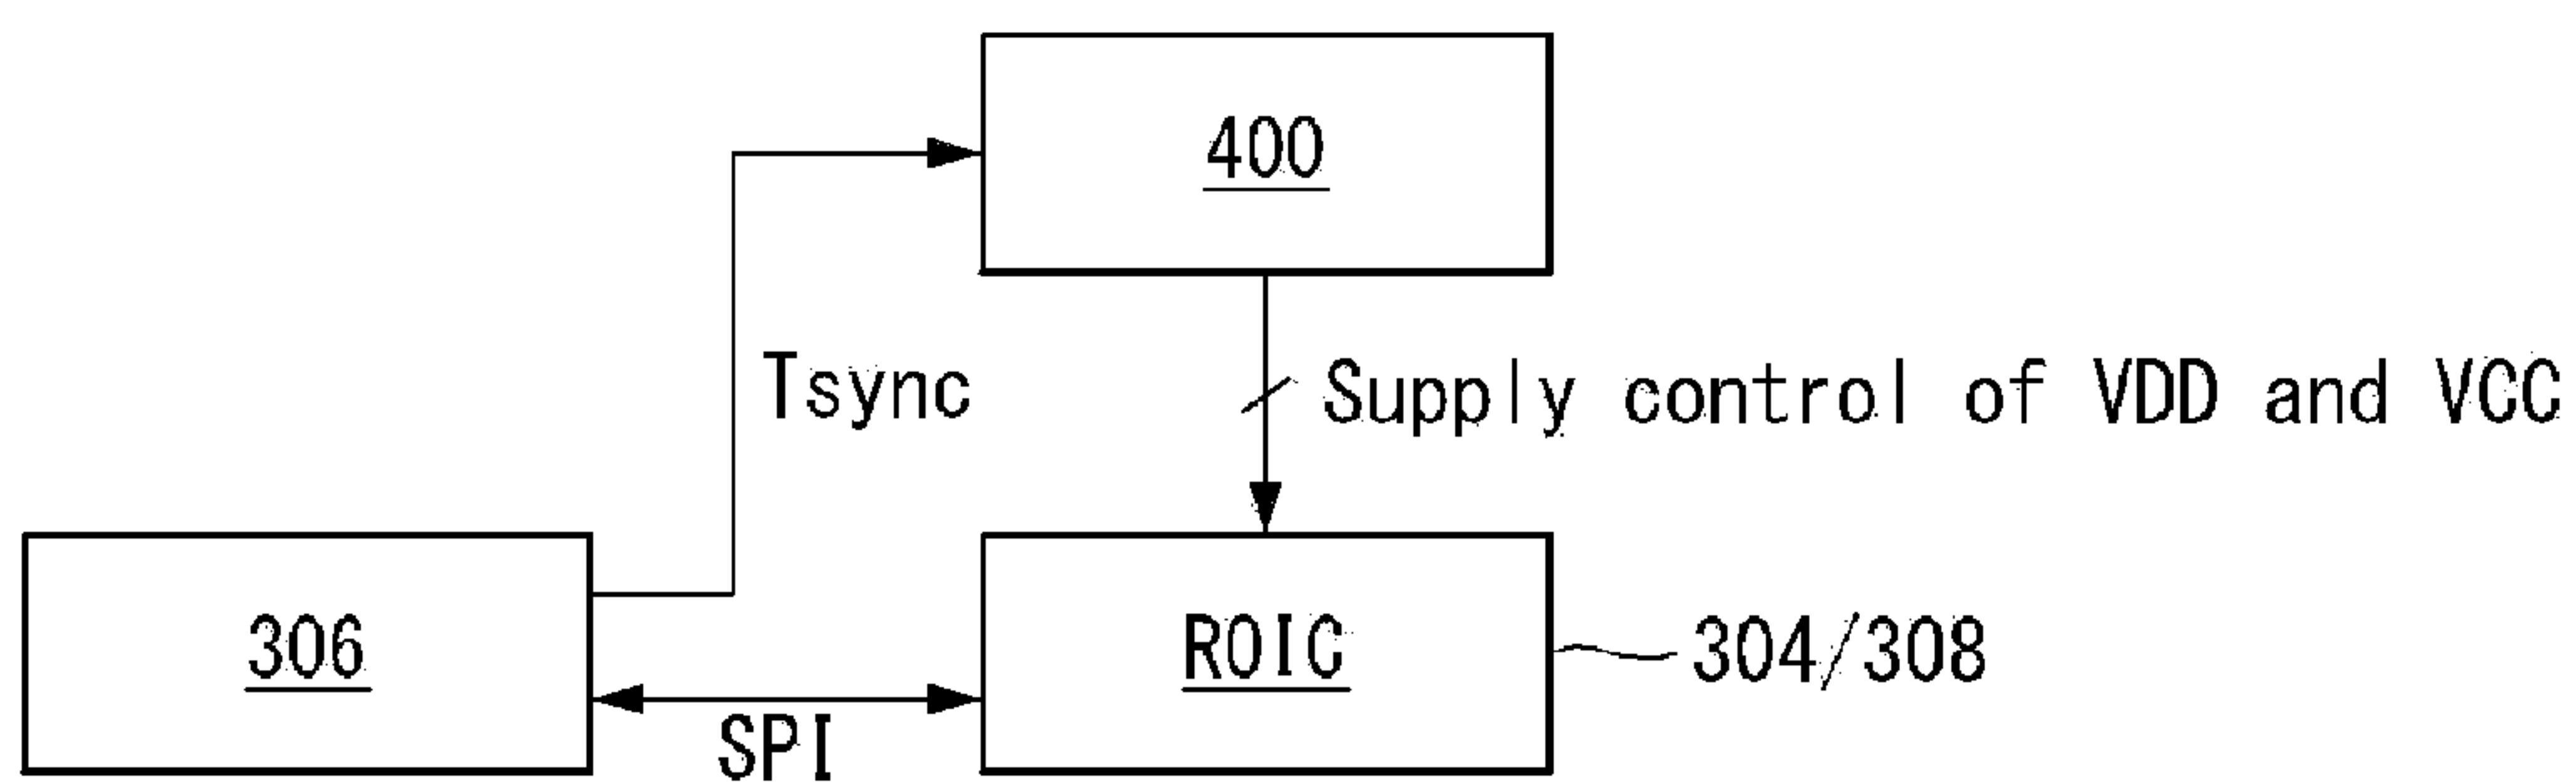 400
Tsync
Supply control of VDD and VCC
306
ROIC
304/308
SPI